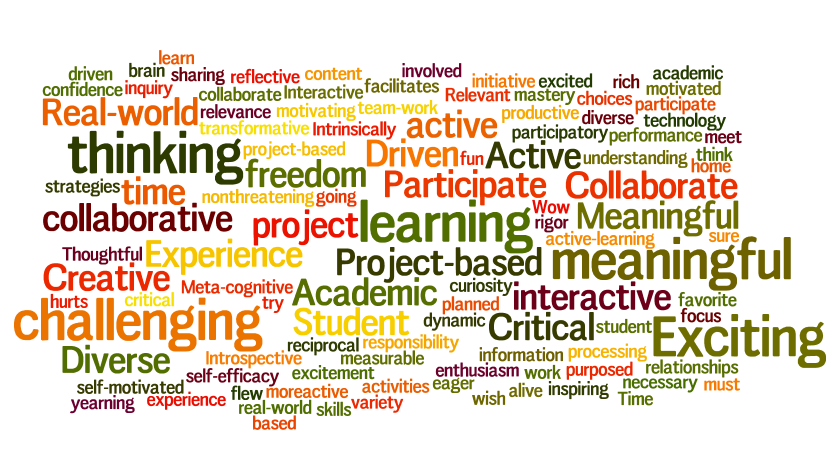 learn
driven brain sharing reflective content involved initiative excited rich academic
confidence inquiry collaborate Interactive facilitates Relevant mastery choices motivated
Real-world relevance motivating team-work active productive diverse participate technology
transformative Intrinsically participatory performance meet
thinking project-based Driven fun Active understanding think
freedom home
strategies time nonthreatening going Participate Collaborate
collaborative project learning Wow rigor Meaningful
Thoughtful Experience active-learning sure
Creative Meta-cognitive Project-based meaningful
hurts critical try Academic curiosity planned interactive favorite
challenging Student dynamic Critical student focus Exciting
reciprocal responsibility
Diverse Introspective measurable information processing
self-motivated self-efficacy excitement enthusiasm work purposed relationships
yearning experience flew moreactive activities eager wish alive inspiring necessary must
real-world skills variety Time
based